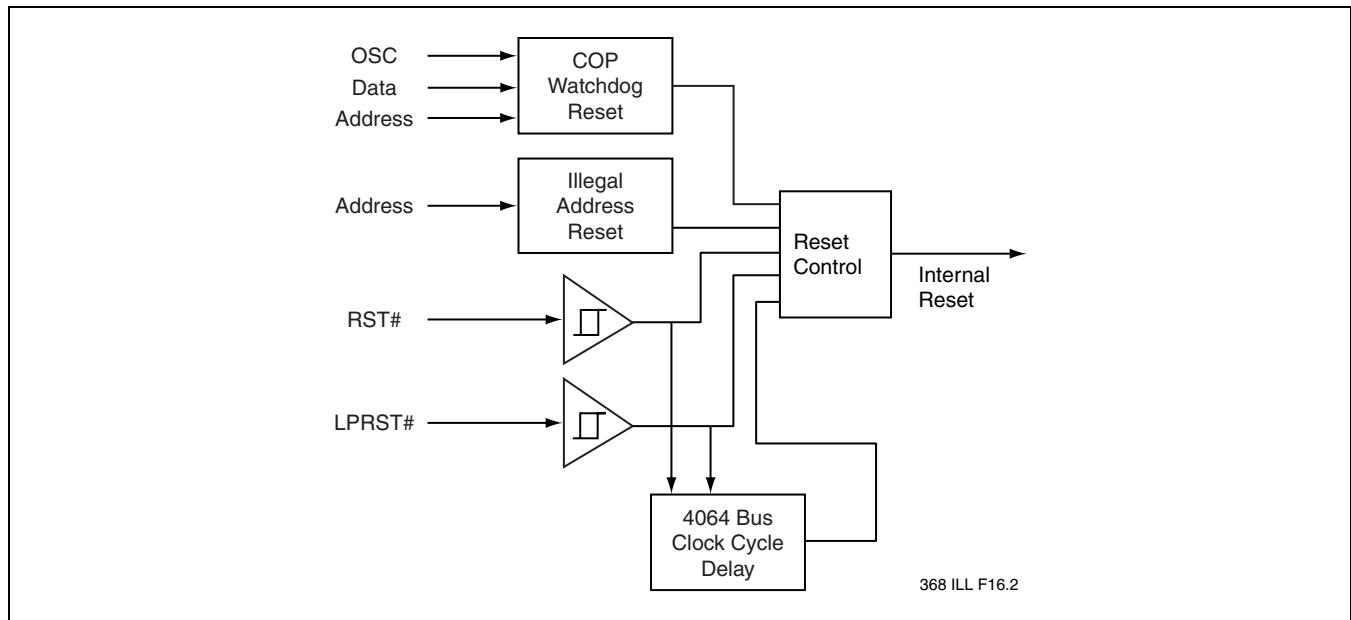 OSC
Data
Address
COP
Watchdog
Reset
Address
Illegal
Address
Reset
Reset
Control
Internal
Reset
RST#
LPRST#
4064 Bus
Clock Cycle
Delay
368 ILL F16.2